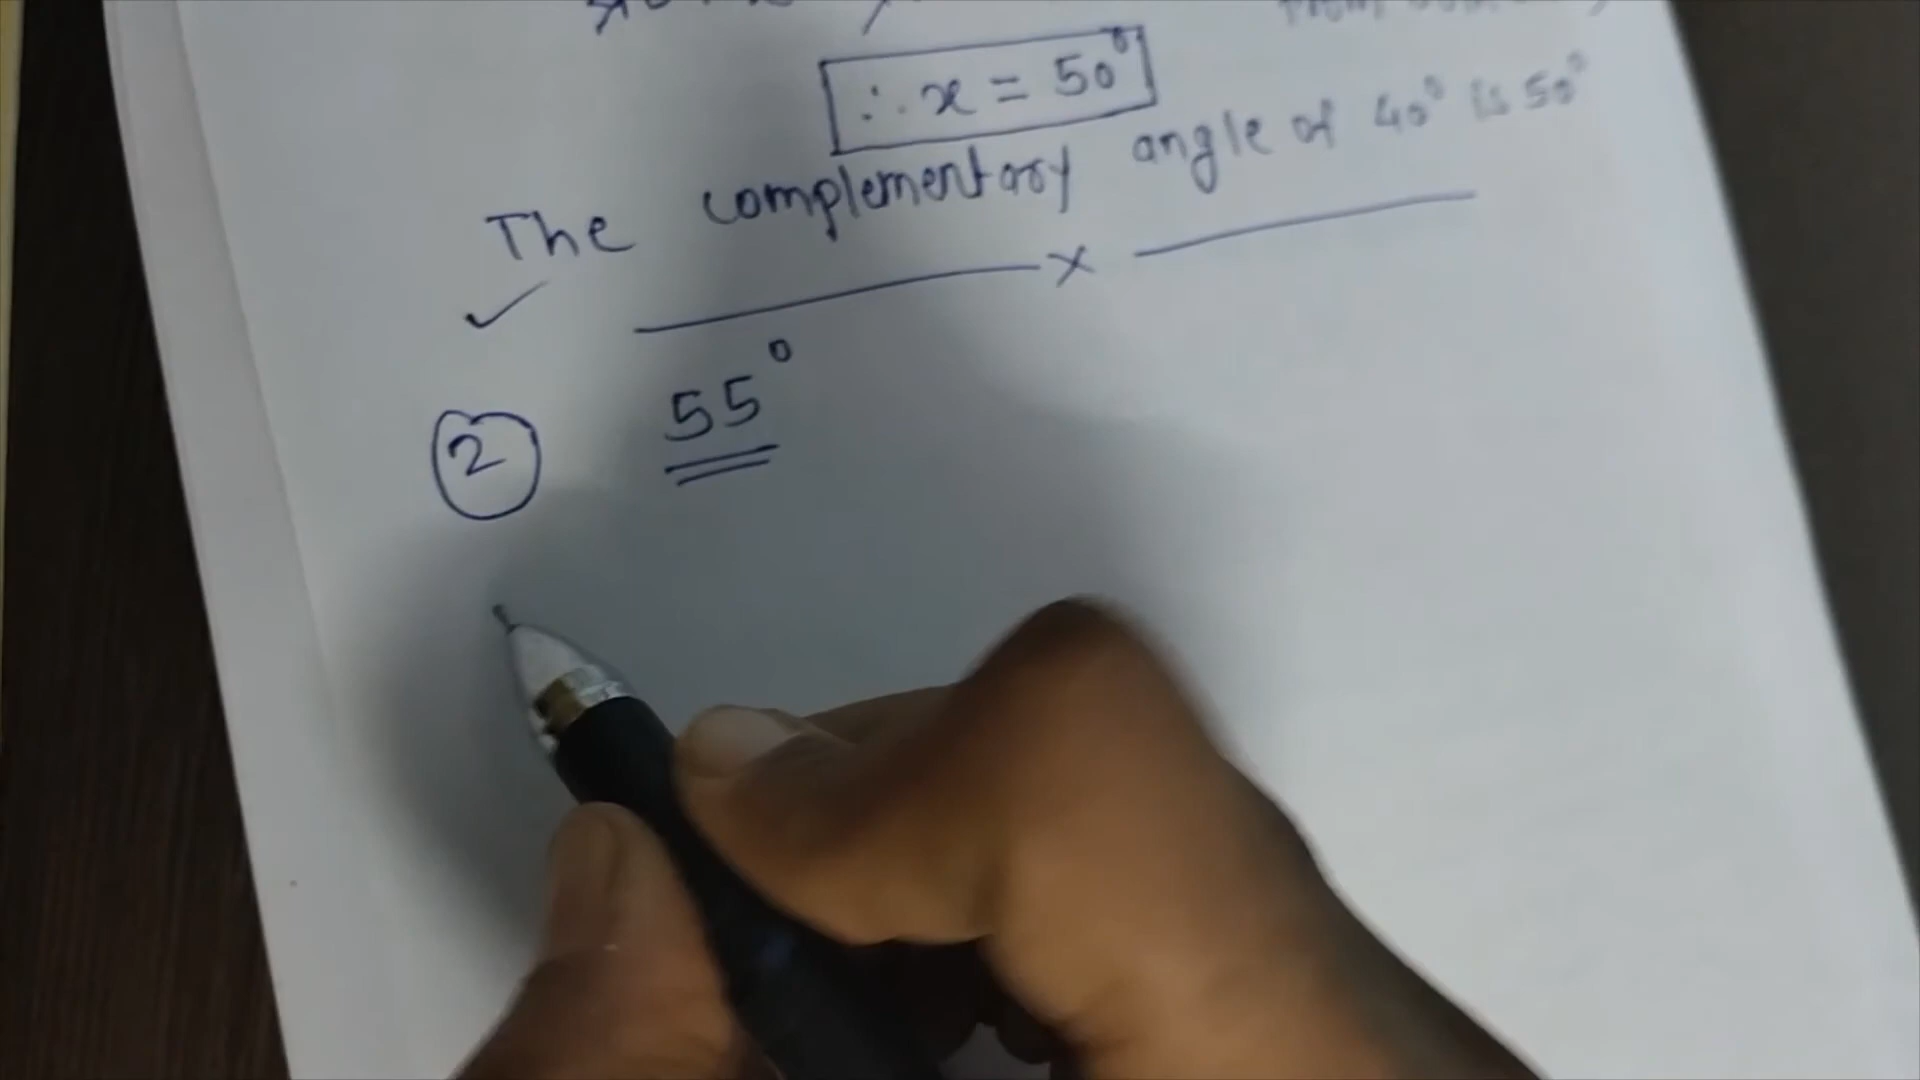 ∴ x = 50°
The complementary angle of 40° is 50°
x
2 55°